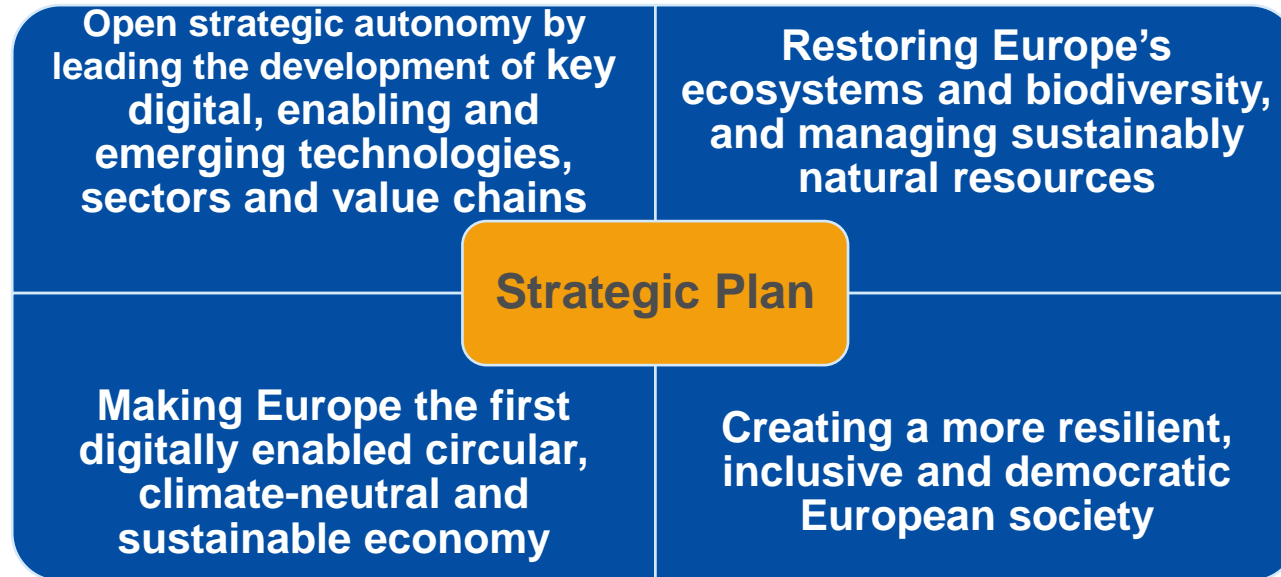 Open strategic autonomy by
leading the development of key
digital, enabling and
emerging technologies,
sectors and value chains
Restoring Europe’s
ecosystems and biodiversity,
and managing sustainably
natural resources
Strategic Plan
Making Europe the first
digitally enabled circular,
climate-neutral and
sustainable economy
Creating a more resilient,
inclusive and democratic
European society